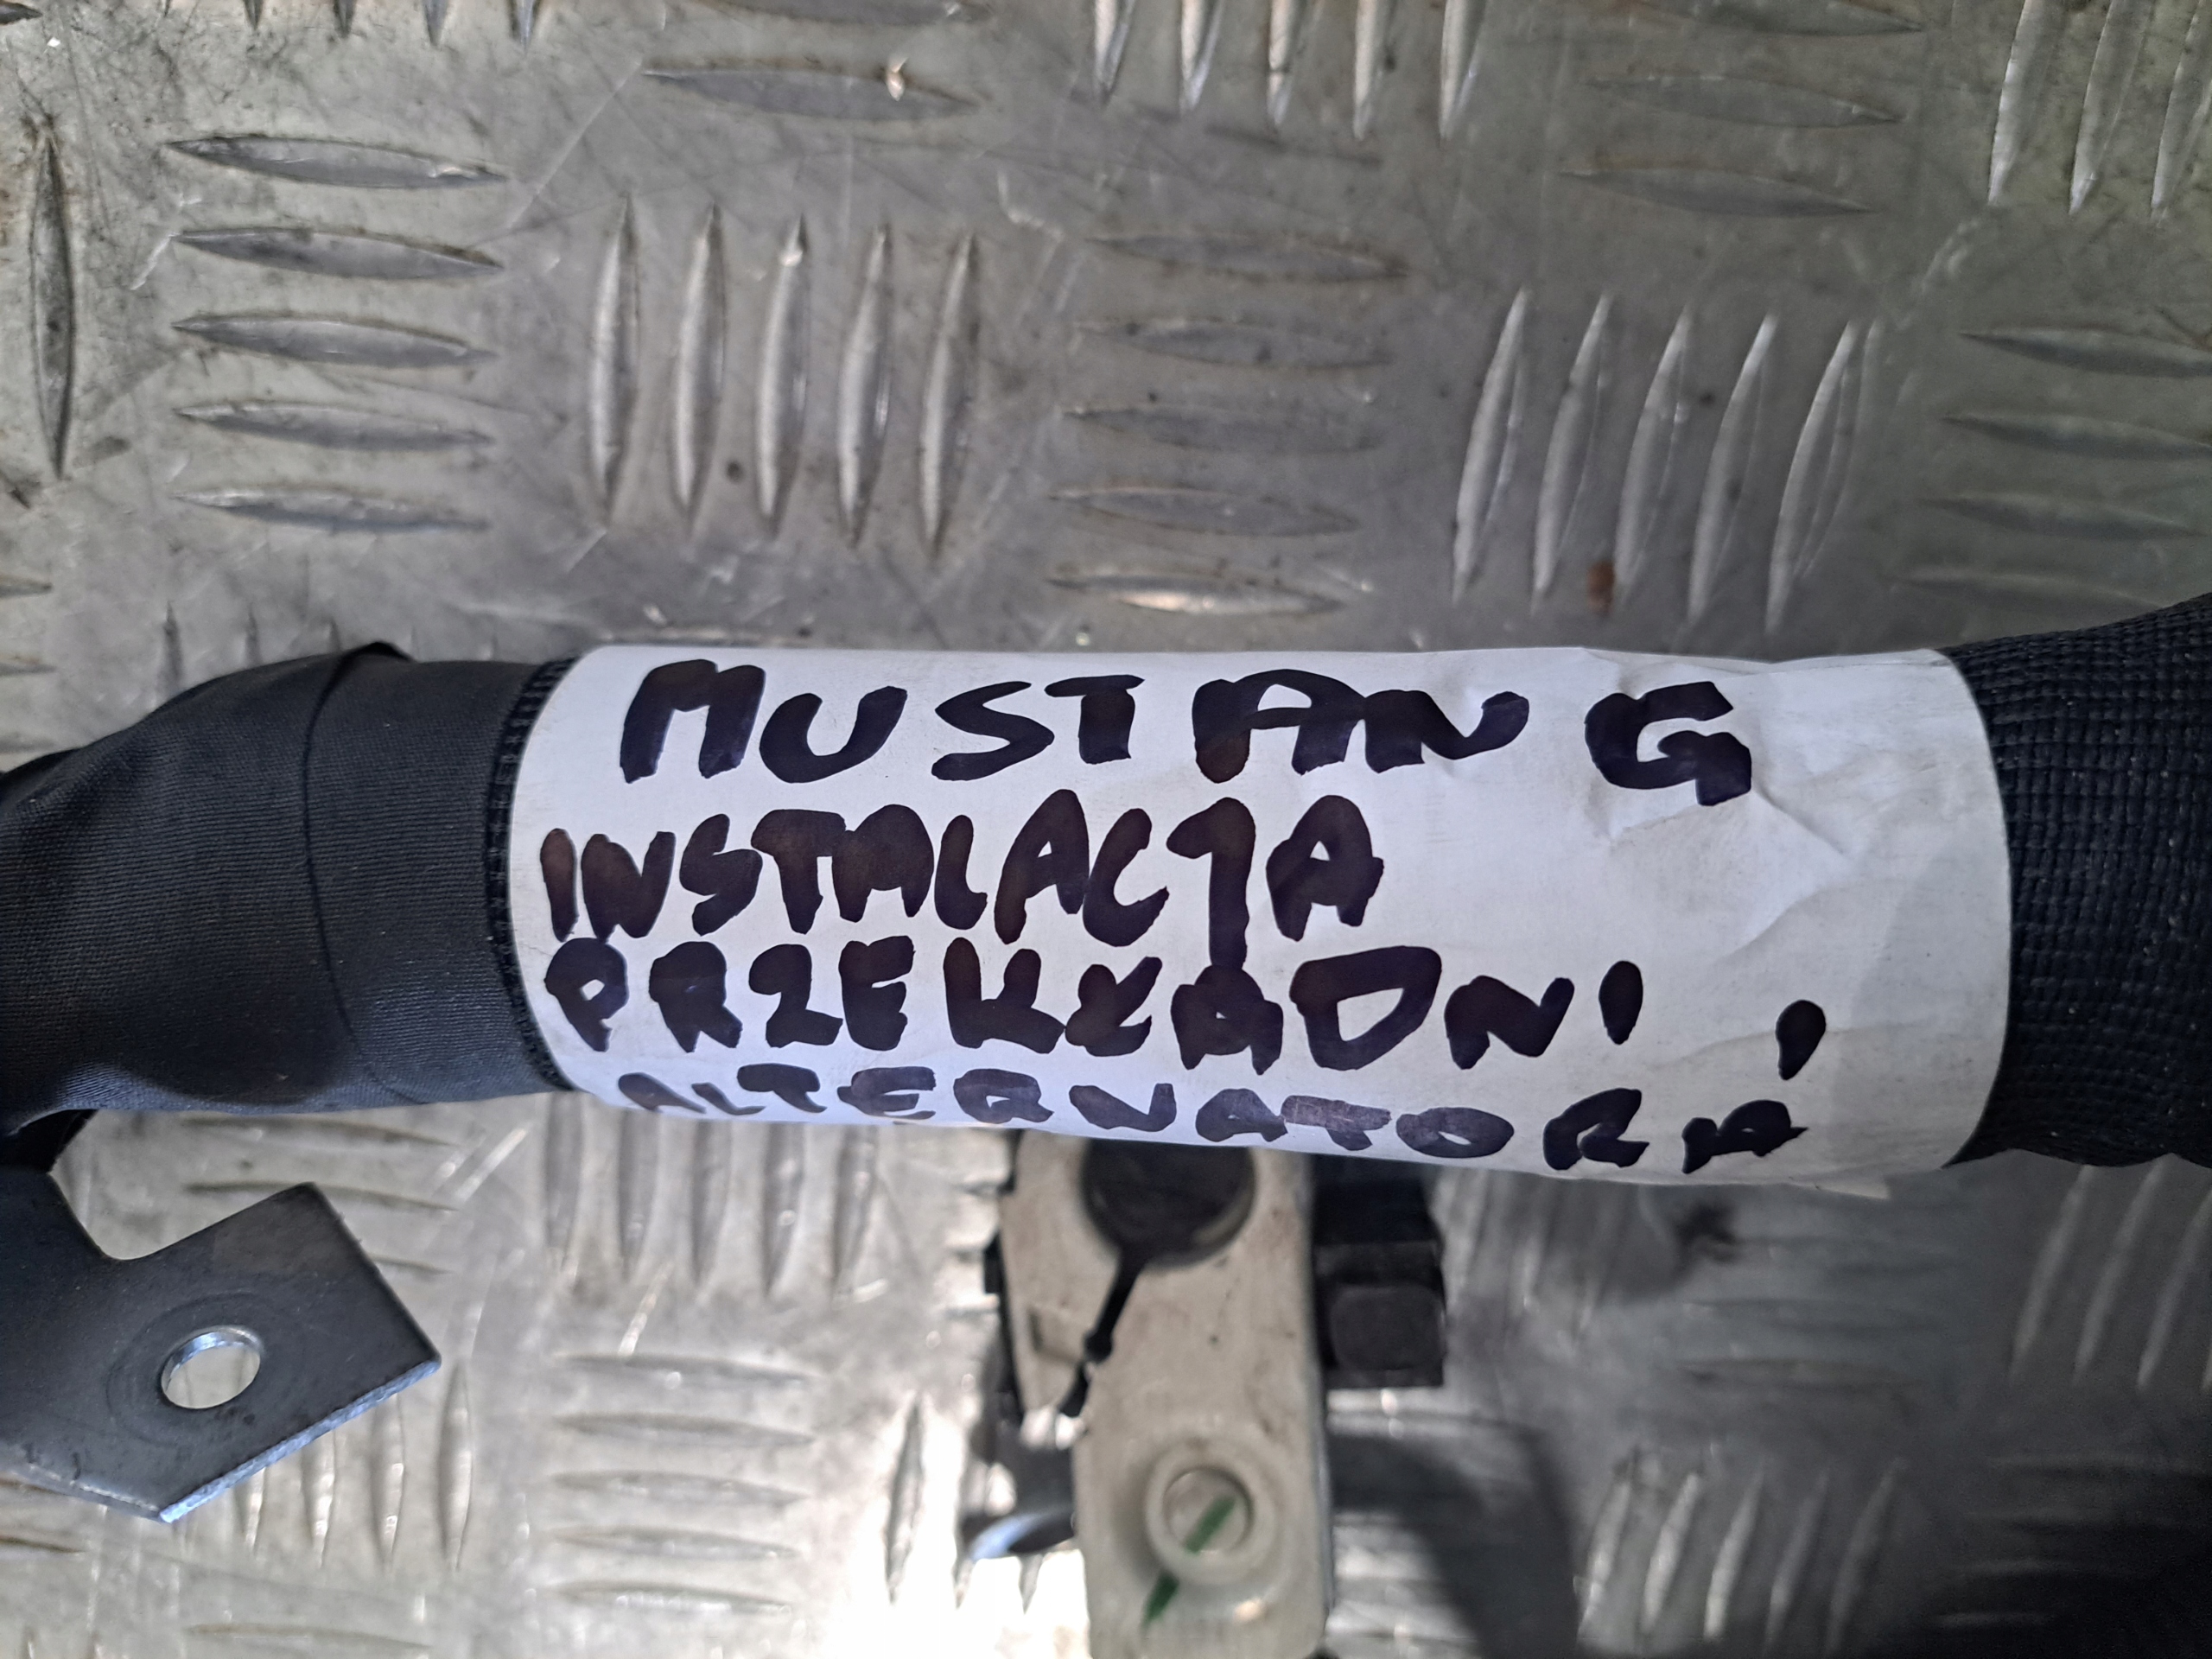 MUSTANG
INSTALACJA
PRZEKŁADNI
ALTERNATORA